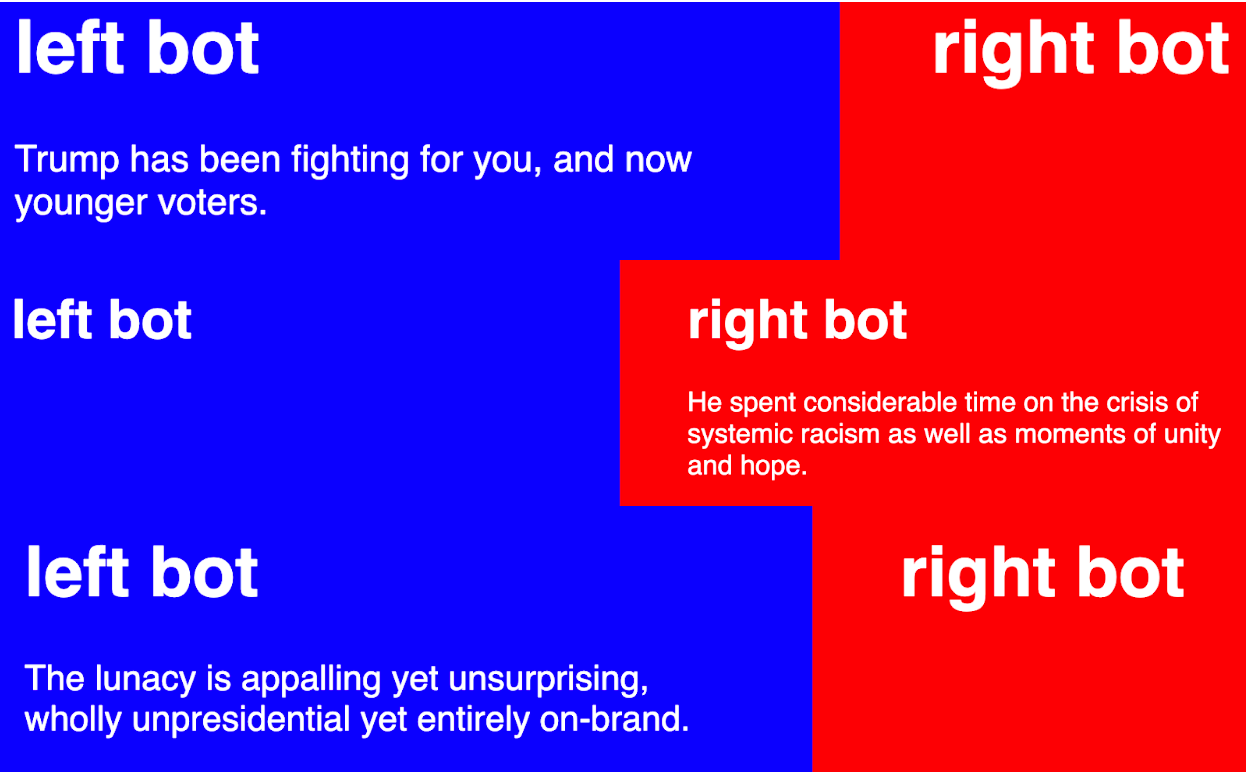 left bot
right bot
Trump has been fighting for you, and now
younger voters.
left bot
right bot
He spent considerable time on the crisis of
systemic racism as well as moments of unity
and hope.
left bot
right bot
The lunacy is appalling yet unsurprising,
wholly unpresidential yet entirely on-brand.